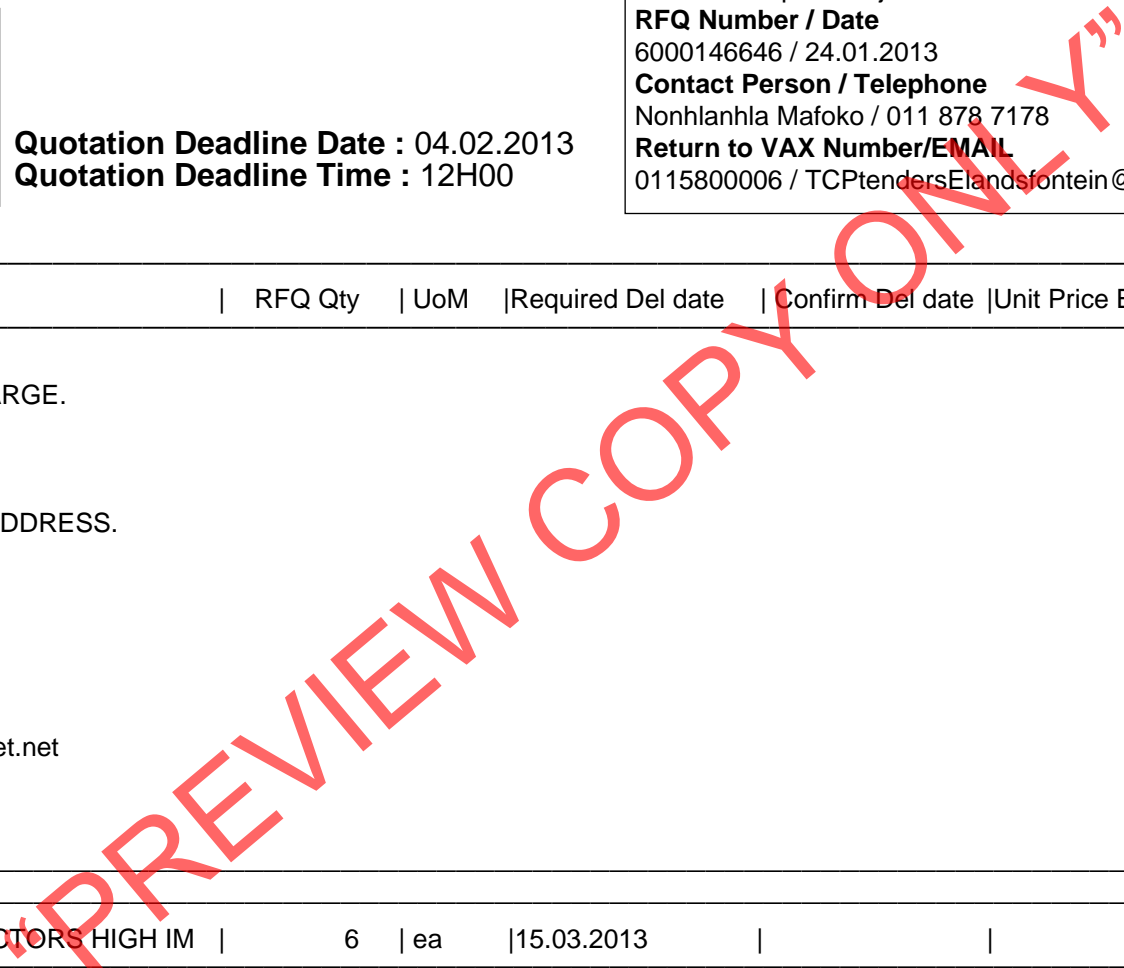 RFQ Number / Date
6000146646 / 24.01.2013
Contact Person / Telephone
Nonhlanhla Mafoko / 011 878 7178
Quotation Deadline Date : 04.02.2013
Return to VAX Number/EMAIL
Quotation Deadline Time : 12H00
0115800006 / TCPtendersElandsfontein@
| RFQ Qty | UoM |Required Del date | Confirm Del date |Unit Price E
ARGE.
DDRESS.
et.net
CTORS HIGH IM | 6 | ea |15.03.2013 | |
“PREVIEW COPY ONLY”